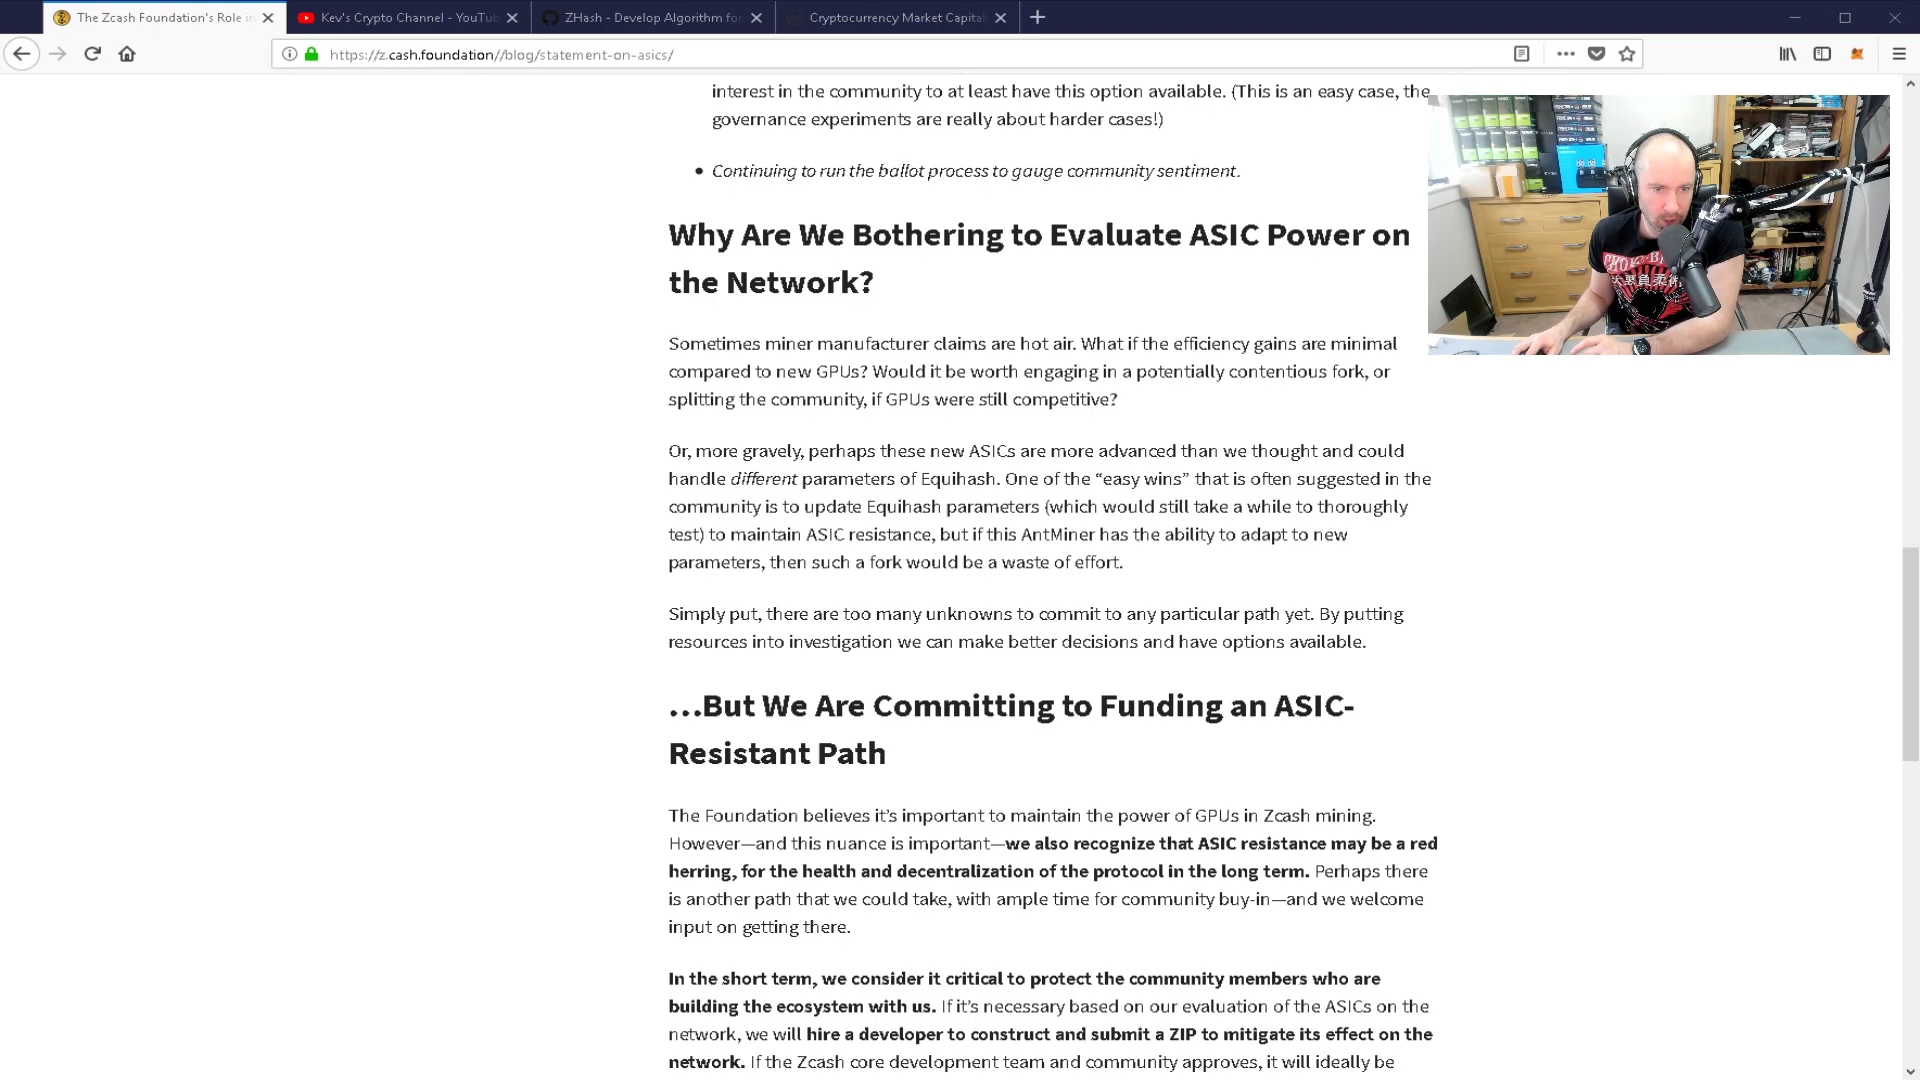 The Zcash Foundation's Role in
Kev's Crypto Channel - YouTub
ZHash - Develop Algorithm for
Cryptocurrency Market Capital
https://z.cash.foundation//blog/statement-on-asics/
interest in the community to at least have this option available. (This is an easy case, the
governance experiments are really about harder cases!)
• Continuing to run the ballot process to gauge community sentiment.
Why Are We Bothering to Evaluate ASIC Power on
the Network?
Sometimes miner manufacturer claims are hot air. What if the efficiency gains are minimal
compared to new GPUs? Would it be worth engaging in a potentially contentious fork, or
splitting the community, if GPUs were still competitive?
Or, more gravely, perhaps these new ASICs are more advanced than we thought and could
handle different parameters of Equihash. One of the “easy wins” that is often suggested in the
community is to update Equihash parameters (which would still take a while to thoroughly
test) to maintain ASIC resistance, but if this AntMiner has the ability to adapt to new
parameters, then such a fork would be a waste of effort.
Simply put, there are too many unknowns to commit to any particular path yet. By putting
resources into investigation we can make better decisions and have options available.
…But We Are Committing to Funding an ASIC-
Resistant Path
The Foundation believes it’s important to maintain the power of GPUs in Zcash mining.
However—and this nuance is important—we also recognize that ASIC resistance may be a red
herring, for the health and decentralization of the protocol in the long term. Perhaps there
is another path that we could take, with ample time for community buy-in—and we welcome
input on getting there.
In the short term, we consider it critical to protect the community members who are
building the ecosystem with us. If it’s necessary based on our evaluation of the ASICs on the
network, we will hire a developer to construct and submit a ZIP to mitigate its effect on the
network. If the Zcash core development team and community approves, it will ideally be